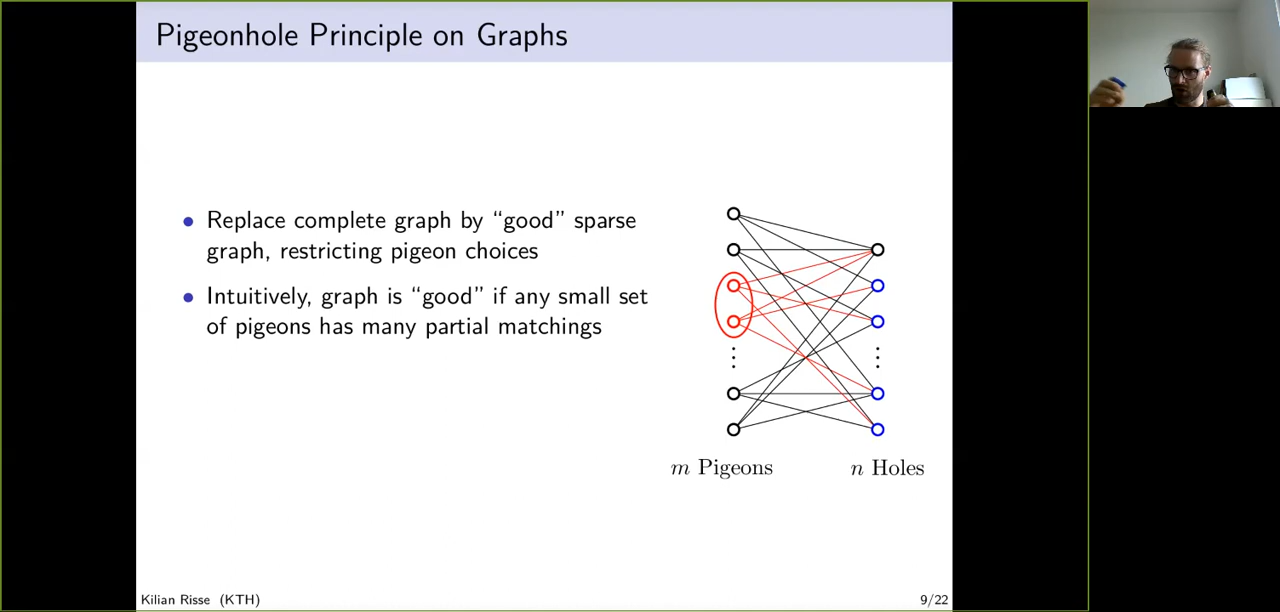 Pigeonhole Principle on Graphs
Replace complete graph by “good” sparse
graph, restricting pigeon choices
Intuitively, graph is “good” if any small set
of pigeons has many partial matchings
m Pigeons
n Holes
Kilian Risse (KTH)
9/22